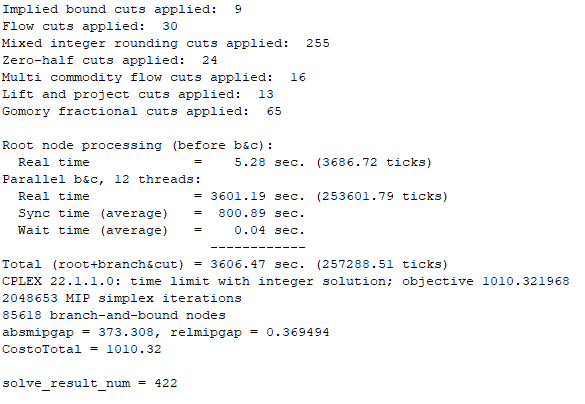 Implied bound cuts applied:  9
Flow cuts applied:  30
Mixed integer rounding cuts applied:  255
Zero-half cuts applied:  24
Multi commodity flow cuts applied:  16
Lift and project cuts applied:  13
Gomory fractional cuts applied:  65

Root node processing (before b&c):
  Real time             =    5.28 sec. (3686.72 ticks)
Parallel b&c, 12 threads:
  Real time             = 3601.19 sec. (253601.79 ticks)
  Sync time (average)   =  800.89 sec.
  Wait time (average)   =    0.04 sec.
                          ------------
Total (root+branch&cut) = 3606.47 sec. (257288.51 ticks)
CPLEX 22.1.1.0: time limit with integer solution; objective 1010.321968
2048653 MIP simplex iterations
85618 branch-and-bound nodes
absmipgap = 373.308, relmipgap = 0.369494
CostoTotal = 1010.32

solve_result_num = 422